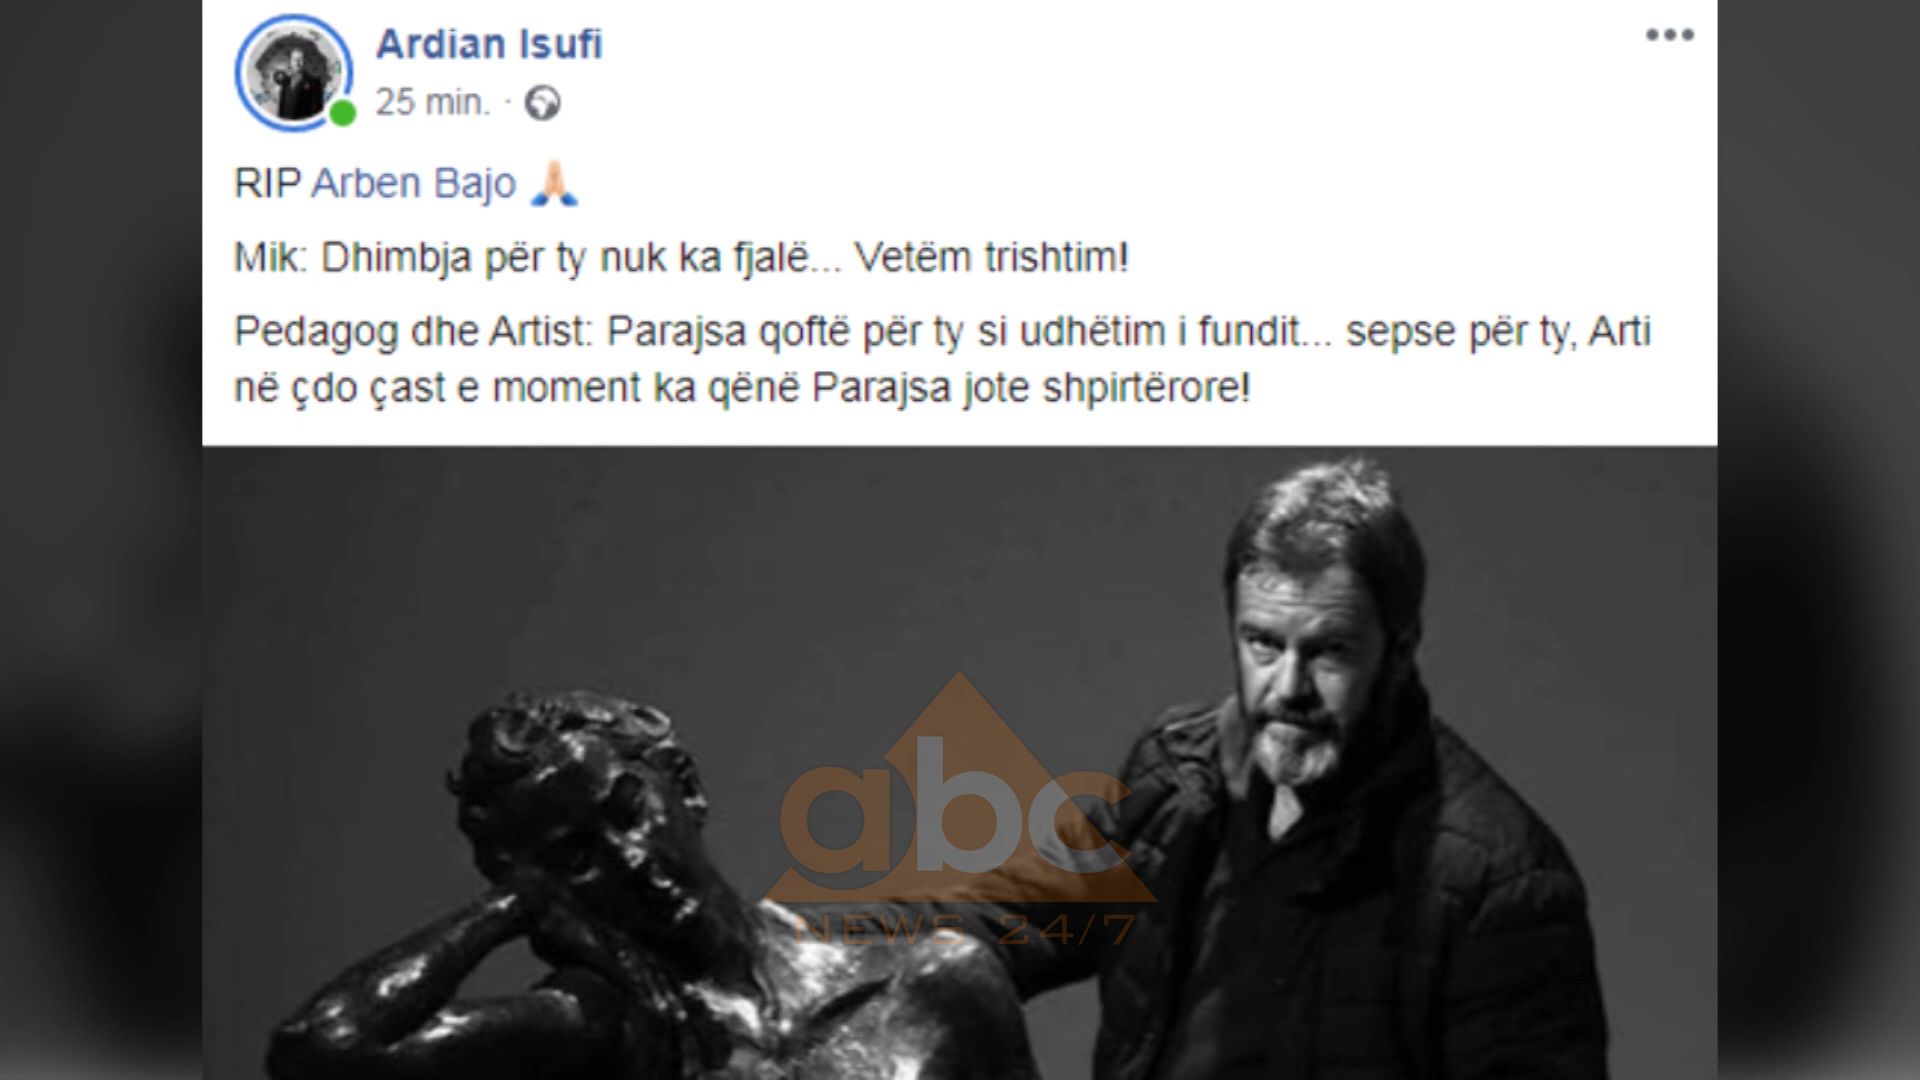 Ardian Isufi
25 min. ·
RIP Arben Bajo 🙏🏻
Mik: Dhimbja për ty nuk ka fjalë... Vetëm trishtim!
Pedagog dhe Artist: Parajsa qoftë për ty si udhëtim i fundit... sepse për ty, Arti
në çdo çast e moment ka qënë Parajsa jote shpirtërore!
abc
NEWS 24/7